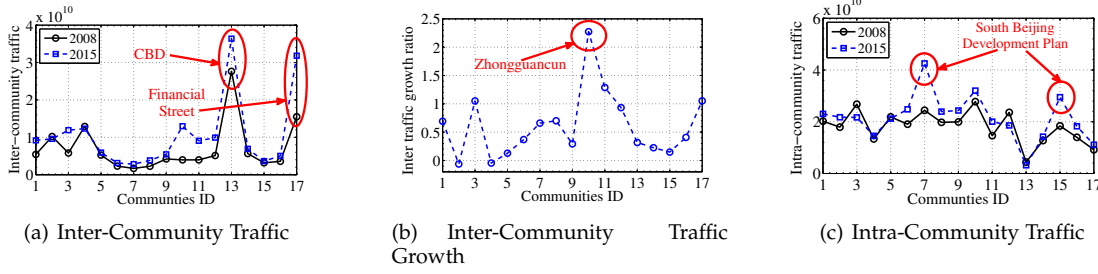 x 10^10
4
3
2
1
0
1 3 5 7 9 11 13 15 17
Inter–community traffic
Communities ID
2008
2015
CBD
Financial
Street
(a) Inter-Community Traffic
2.5
2
1.5
1
0.5
0
1 3 5 7 9 11 13 15 17
Inter traffic growth ratio
Communities ID
Zhongguancun
(b) Inter-Community Traffic
Growth
6 x 10^10
4
2
0
1 3 5 7 9 11 13 15 17
Intra–community traffic
Communties ID
2008
2015
South Beijing
Development Plan
(c) Intra-Community Traffic